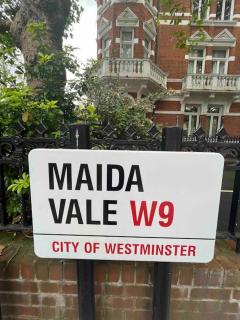 MAIDA
VALE W9
CITY OF WESTMINSTER